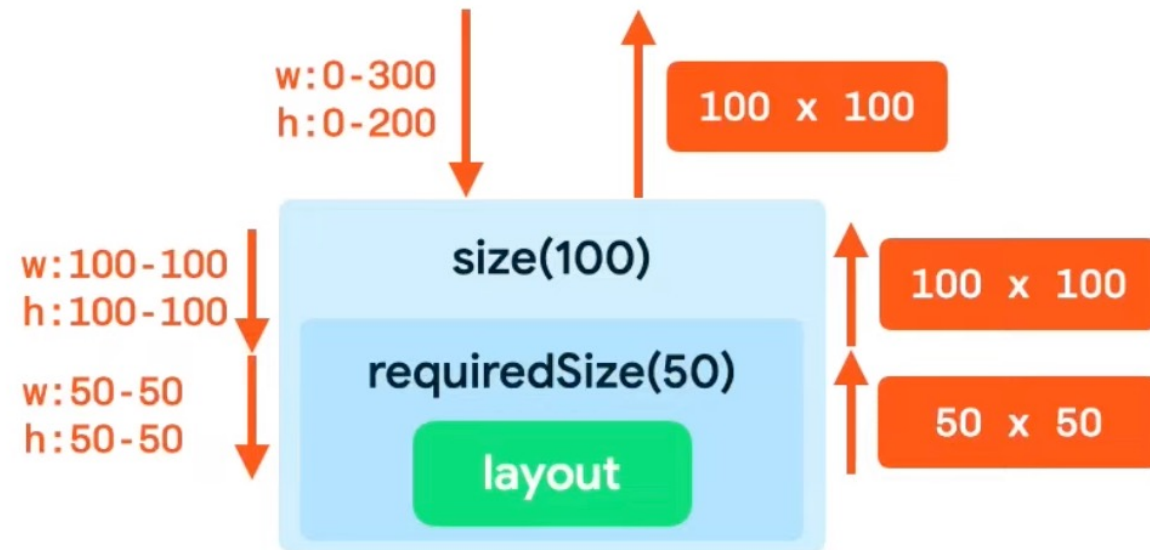 w:0-300
h:0-200
100 x 100
size(100)
w:100-100
h:100-100
100 x 100
requiredSize(50)
w:50-50
h:50-50
50 x 50
layout